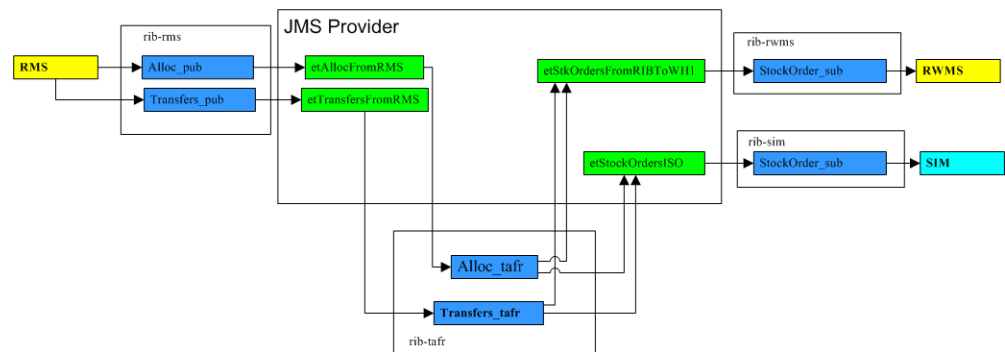 JMS Provider
rib-rms
rib-rwms
RMS
Alloc_pub
etAllocFromRMS
etStkOrdersFromRIBToWH1
StockOrder_sub
RWMS
Transfers_pub
etTransfersFromRMS
rib-sim
etStockOrdersISO
StockOrder_sub
SIM
Alloc_tafr
Transfers_tafr
rib-tafr